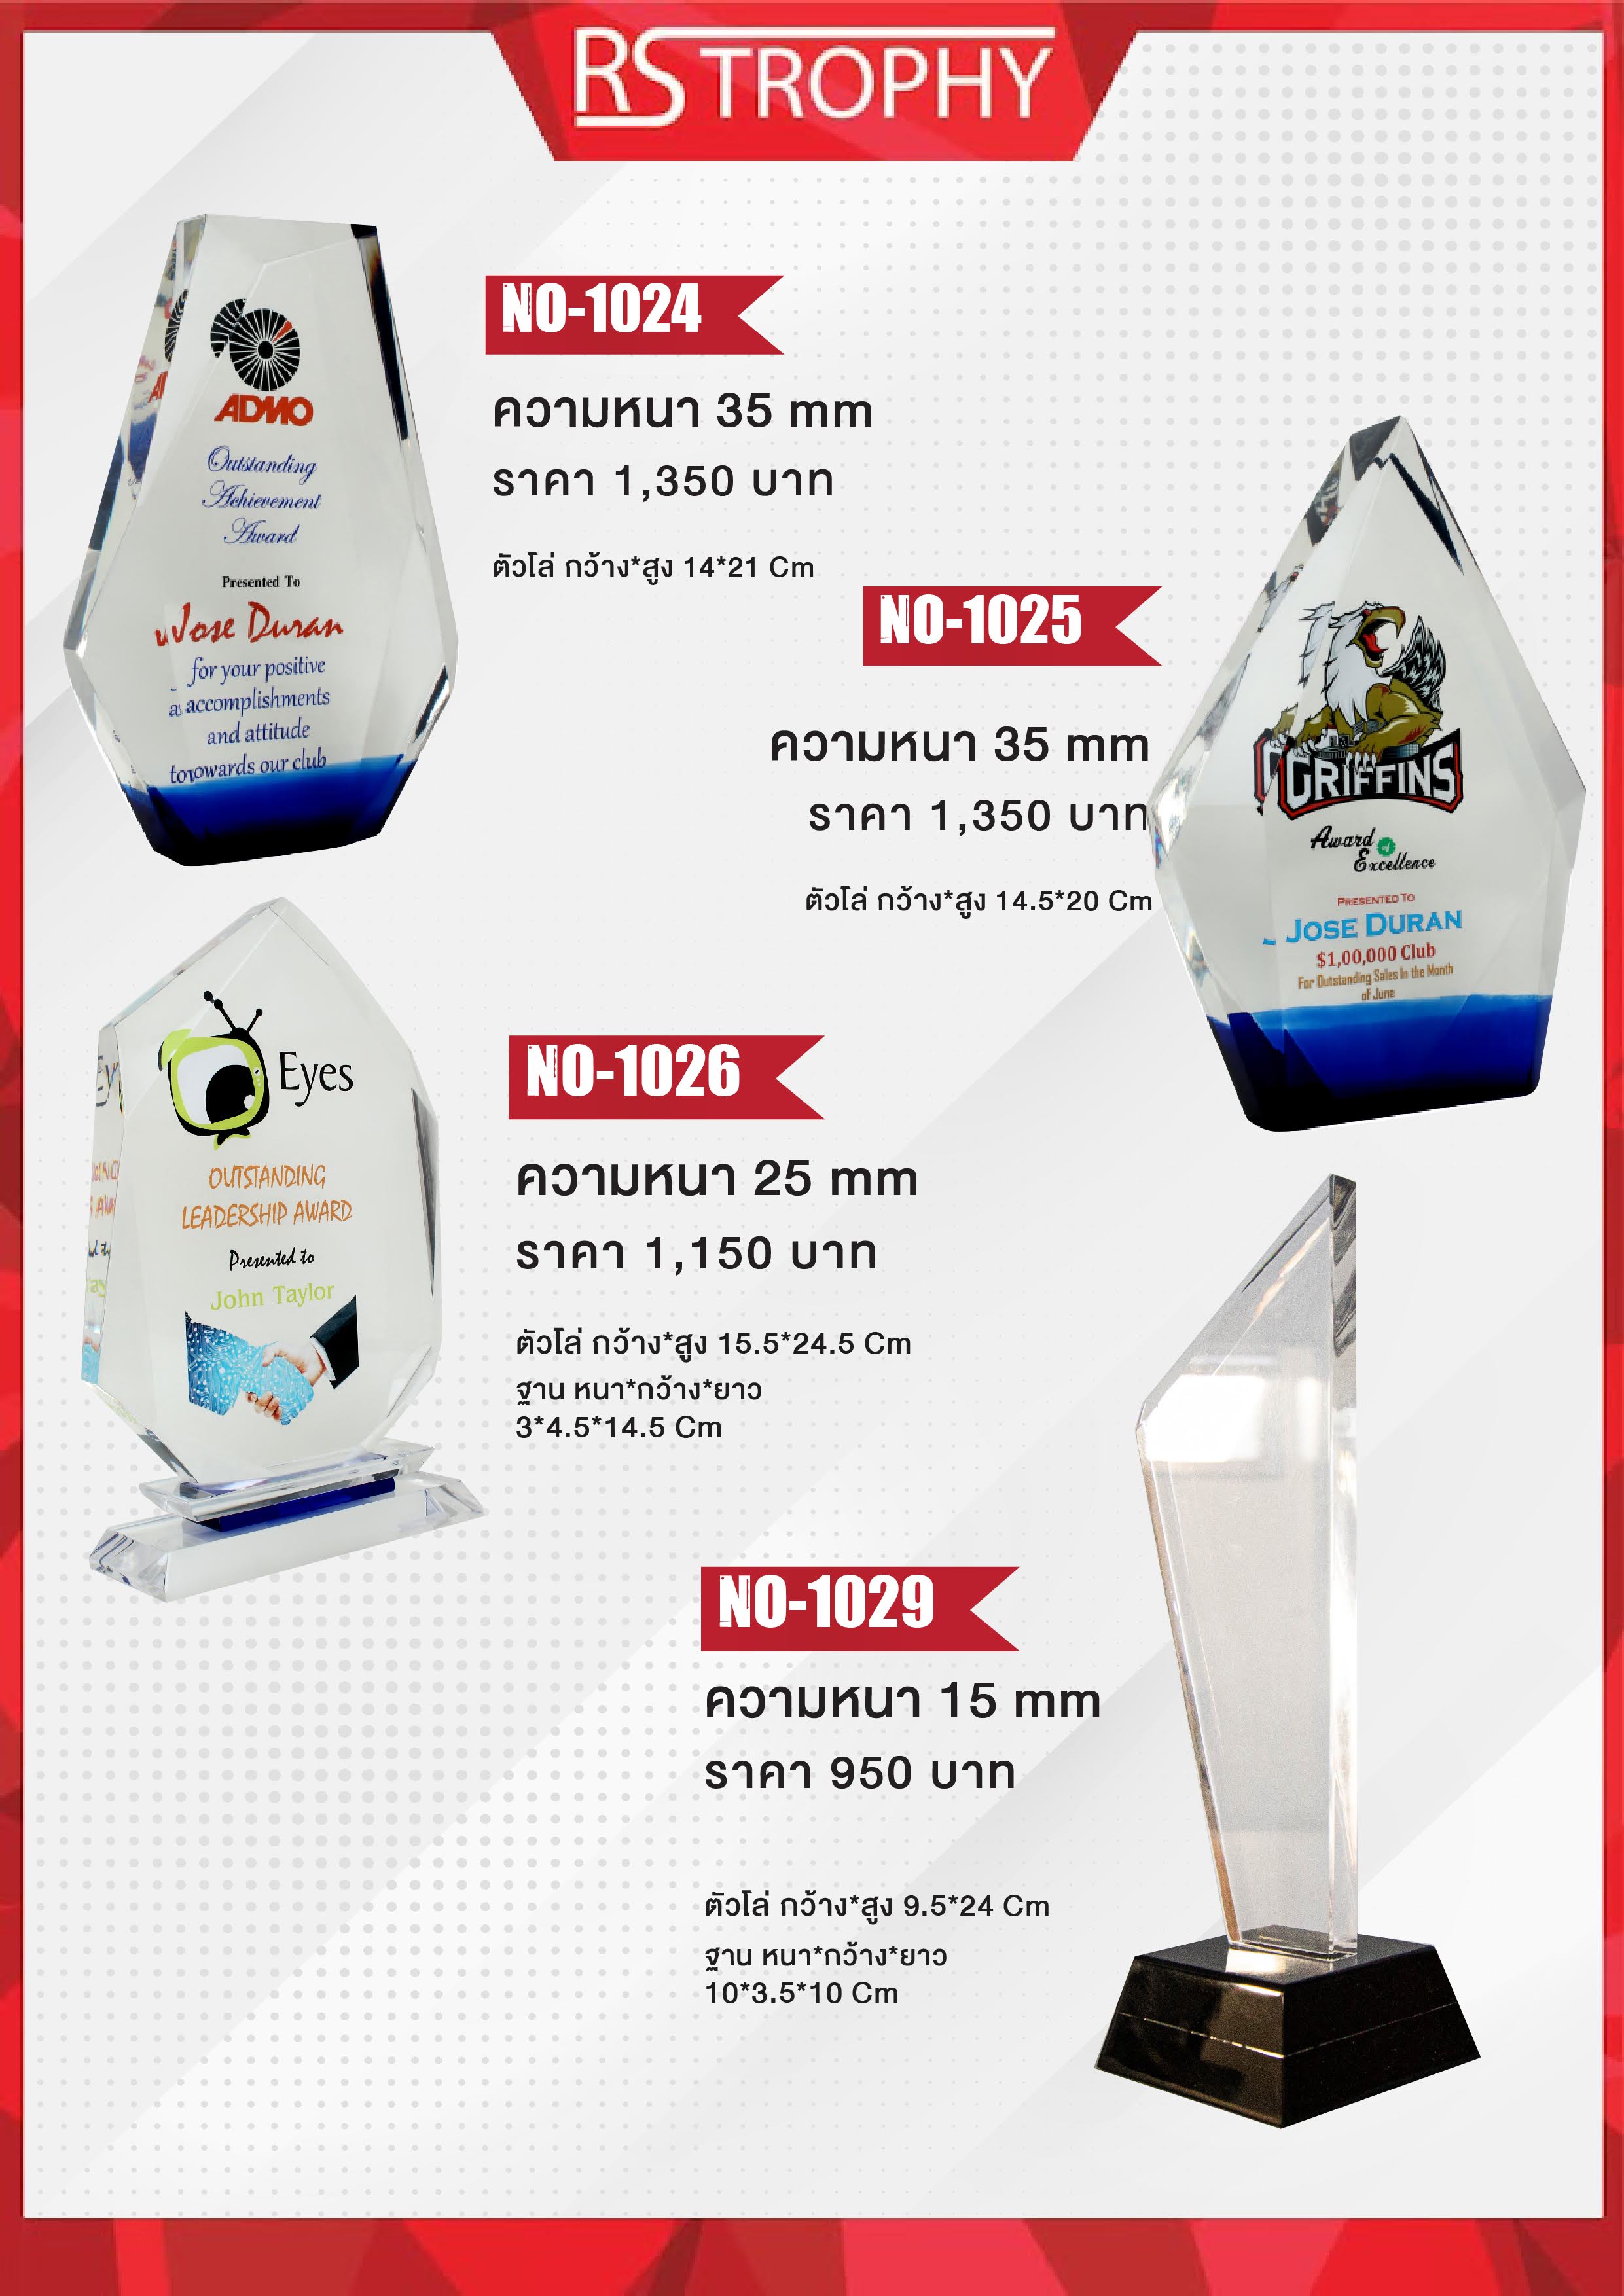 RS TROPHY
NO-1024
ความหนา 35 mm
ราคา 1,350 บาท
ตัวโล่ กว้าง*สูง 14*21 Cm
ADMO
Outstanding
Achievement
Award
Presented To
Jose Duran
for your positive
accomplishments
and attitude
towards our club
NO-1025
ความหนา 35 mm
ราคา 1,350 บาท
ตัวโล่ กว้าง*สูง 14.5*20 Cm
GRIFFINS
Award of
Excellence
PRESENTED TO
JOSE DURAN
$1,00,000 Club
For Outstanding Sales In the Month
of June
Eyes
OUTSTANDING
LEADERSHIP AWARD
Presented to
John Taylor
NO-1026
ความหนา 25 mm
ราคา 1,150 บาท
ตัวโล่ กว้าง*สูง 15.5*24.5 Cm
ฐาน หนา*กว้าง*ยาว
3*4.5*14.5 Cm
NO-1029
ความหนา 15 mm
ราคา 950 บาท
ตัวโล่ กว้าง*สูง 9.5*24 Cm
ฐาน หนา*กว้าง*ยาว
10*3.5*10 Cm